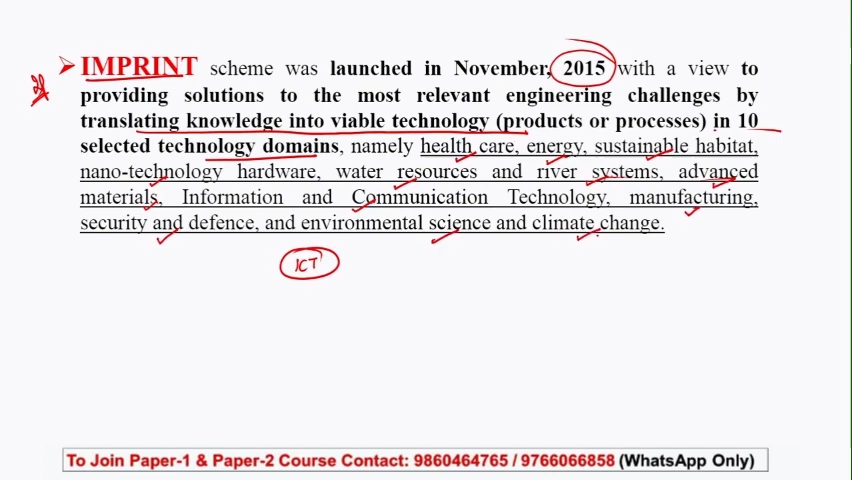 IMPRINT scheme was launched in November, 2015 with a view to
providing solutions to the most relevant engineering challenges by
translating knowledge into viable technology (products or processes) in 10
selected technology domains, namely health care, energy, sustainable habitat,
nano-technology hardware, water resources and river systems, advanced
materials, Information and Communication Technology, manufacturing,
security and defence, and environmental science and climate change.
ICT
To Join Paper-1 & Paper-2 Course Contact: 9860464765 / 9766066858 (WhatsApp Only)